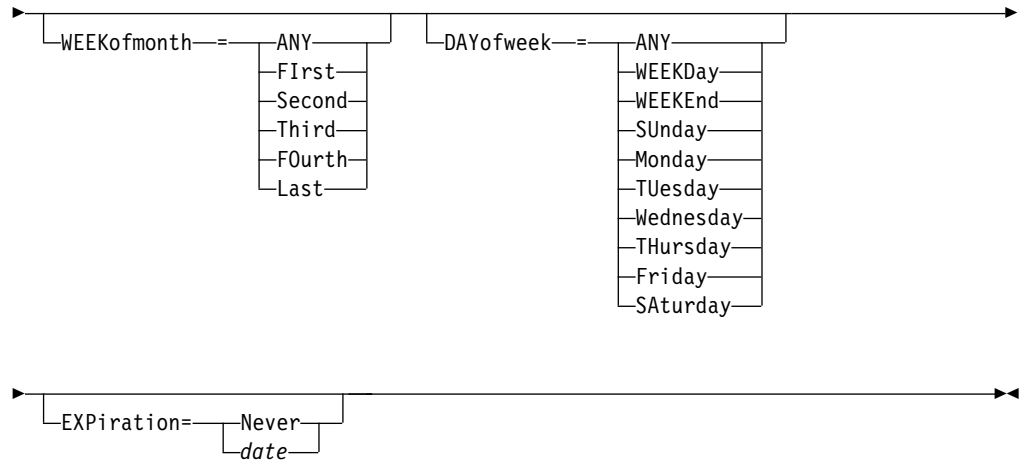 WEEKofmonth = ANY DAYofweek = ANY
FIrst WEEKDay
Second WEEKEnd
Third SUnday
FOurth Monday
Last TUesday
Wednesday
THursday
Friday
SAturday
EXPiration= Never
date